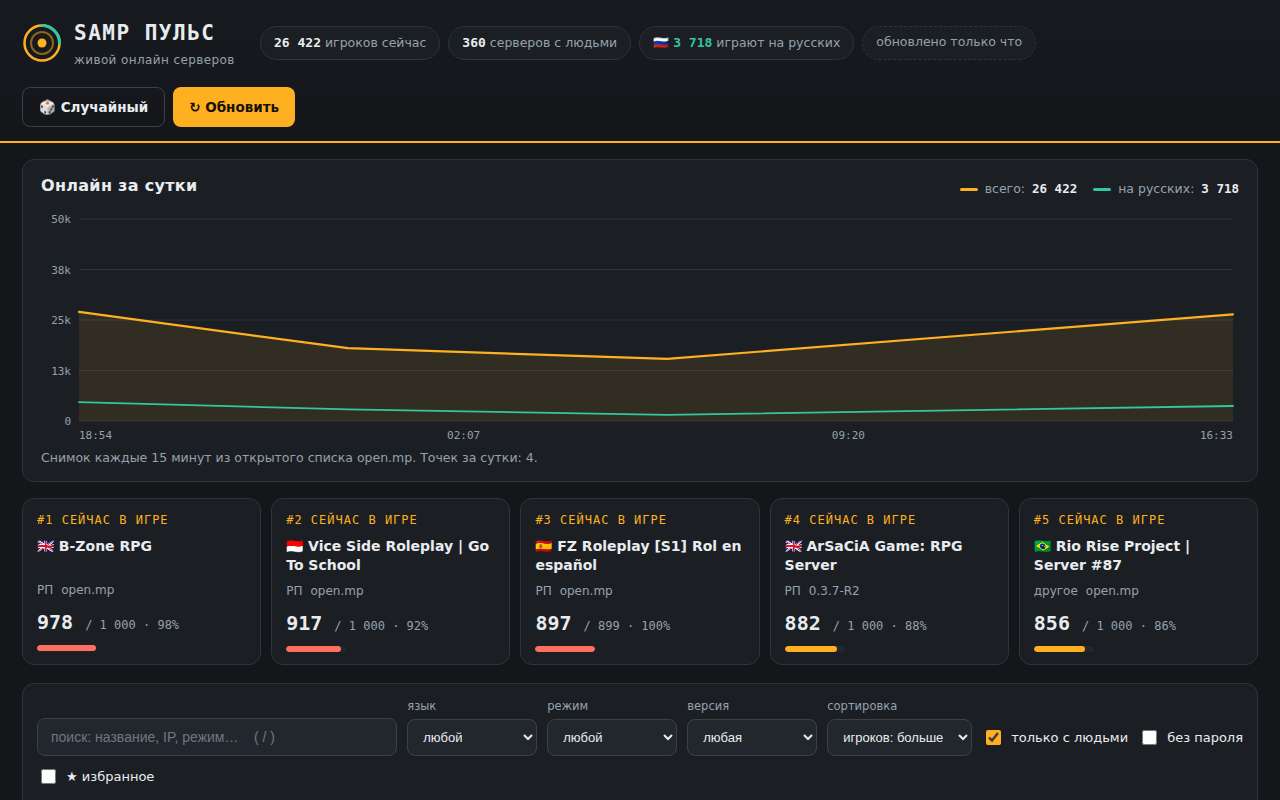 SAMP ПУЛЬС
живой онлайн серверов
26 422 игроков сейчас
360 серверов с людьми
3 718 играют на русских
обновлено только что
Случайный
↻ Обновить
Онлайн за сутки
всего: 26 422
на русских: 3 718
50k
38k
25k
13k
0
18:54
02:07
09:20
16:33
Снимок каждые 15 минут из открытого списка open.mp. Точек за сутки: 4.
#1 СЕЙЧАС В ИГРЕ
B-Zone RPG
РП open.mp
978 / 1 000 · 98%
#2 СЕЙЧАС В ИГРЕ
Vice Side Roleplay | Go
To School
РП open.mp
917 / 1 000 · 92%
#3 СЕЙЧАС В ИГРЕ
FZ Roleplay [S1] Rol en
español
РП open.mp
897 / 899 · 100%
#4 СЕЙЧАС В ИГРЕ
ArSaCiA Game: RPG
Server
РП 0.3.7-R2
882 / 1 000 · 88%
#5 СЕЙЧАС В ИГРЕ
Rio Rise Project |
Server #87
другое open.mp
856 / 1 000 · 86%
поиск: название, IP, режим… ( / )
язык
любой
режим
любой
версия
любая
сортировка
игроков: больше
только с людьми
без пароля
★ избранное